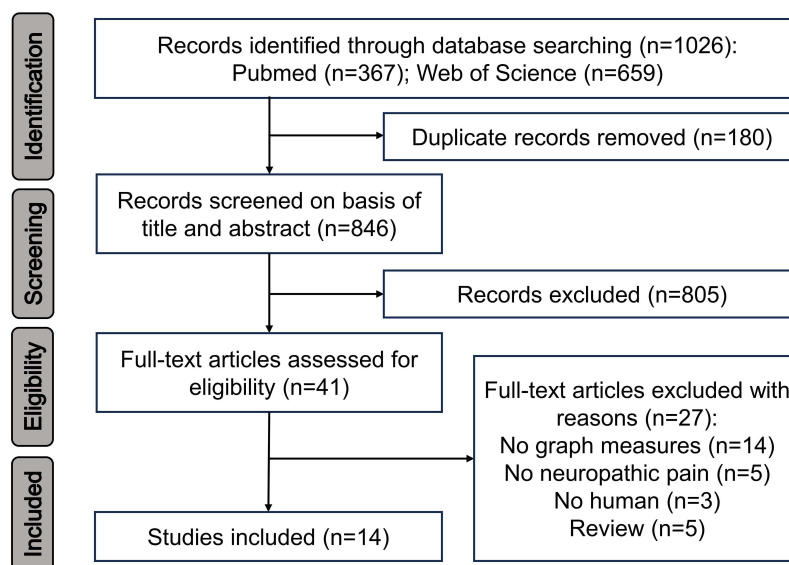 Identification
Records identified through database searching (n=1026):
Pubmed (n=367); Web of Science (n=659)
Duplicate records removed (n=180)
Screening
Records screened on basis of
title and abstract (n=846)
Records excluded (n=805)
Eligibility
Full-text articles assessed for
eligibility (n=41)
Full-text articles excluded with
reasons (n=27):
No graph measures (n=14)
No neuropathic pain (n=5)
No human (n=3)
Review (n=5)
Included
Studies included (n=14)